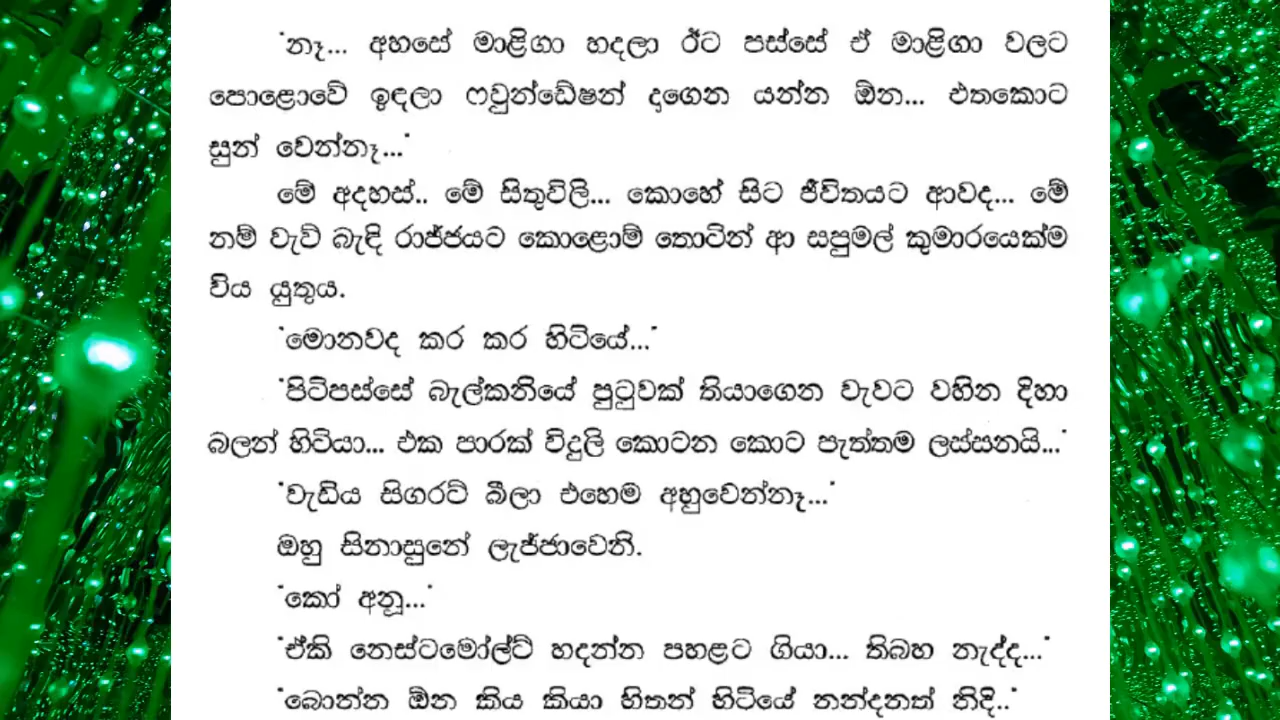 'නෑ... අහසේ මාළිගා හදලා ඊට පස්සේ ඒ මාළිගා වලට
පොළොවේ ඉඳලා ෆවුන්ඩේෂන් දාගෙන යන්න ඕන... එතකොට
සුන් වෙන්නෑ...'
මේ අදහස්.. මේ සිතුවිලි... කොහේ සිට ජීවිතයට ආවද... මේ
නම් වැව් බැඳි රාජ්ජයට කොළොම් තොටින් ආ සපුමල් කුමාරයෙක්ම
විය යුතුය.
'මොනවද කර කර හිටියේ...'
'පිටිපස්සේ බැල්කනියේ පුටුවක් තියාගෙන වැවට වහින දිහා
බලන් හිටියා... එක පාරක් විදුලි කොටන කොට පැත්තම ලස්සනයි...'
'වැඩිය සිගරට් බීලා එහෙම අහුවෙන්නෑ...'
ඔහු සිනාසුනේ ලැජ්ජාවෙනි.
'කෝ අනූ...'
'ඒකි නෙස්ටමෝල්ට් හදන්න පහළට ගියා... තිබහ නැද්ද...'
'බොන්න ඕන කිය කියා හිතන් හිටියේ නන්දනත් නිදි..'